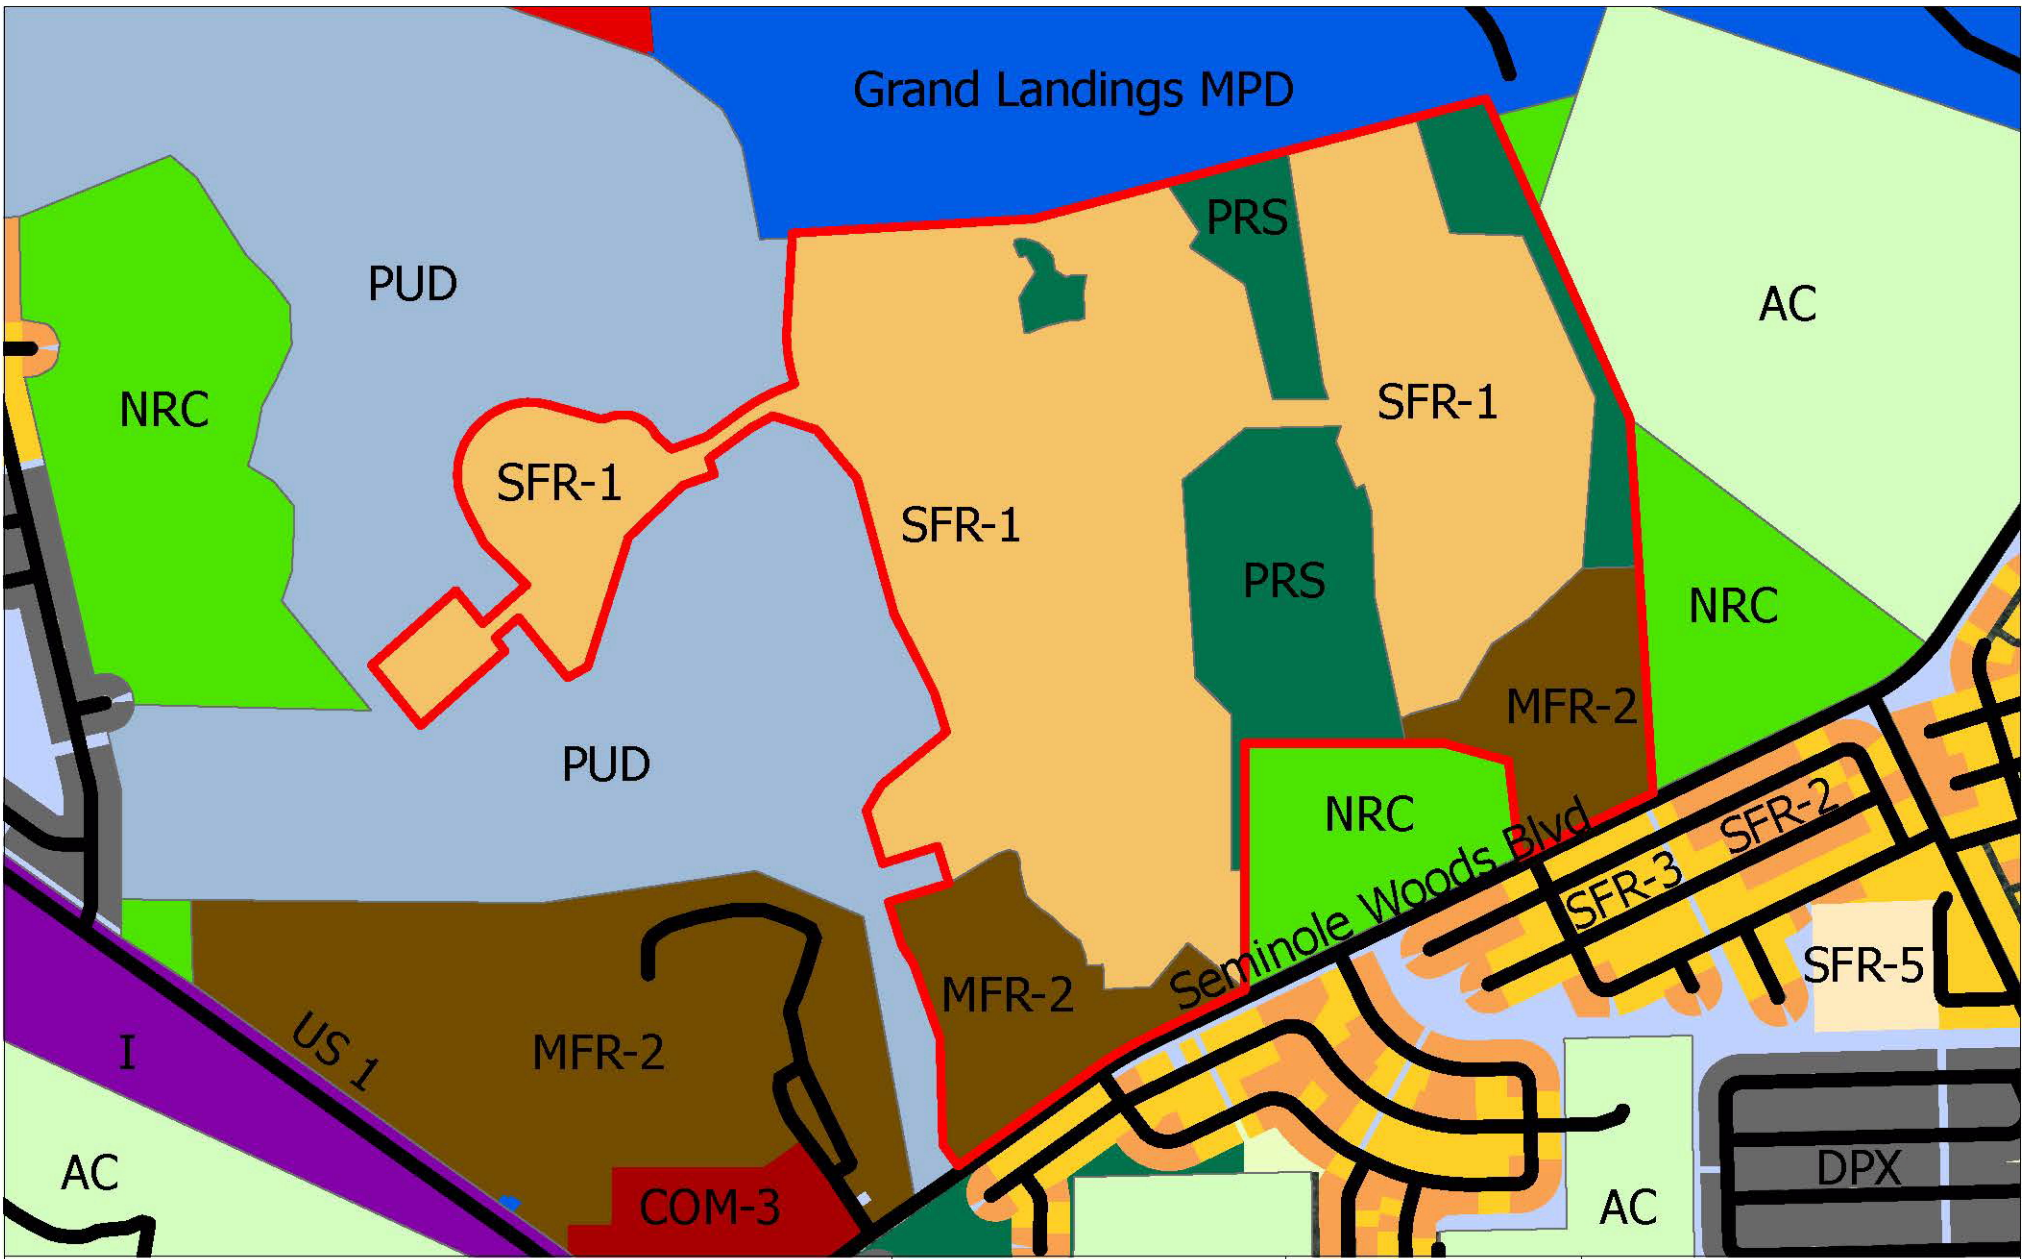 Grand Landings MPD
PRS
PUD
AC
SFR-1
NRC
SFR-1
SFR-1
PRS
NRC
MFR-2
PUD
NRC
SFR-2
Seminole Woods Blvd
SFR-3
SFR-5
MFR-2
I
US 1
MFR-2
AC
DPX
COM-3
AC